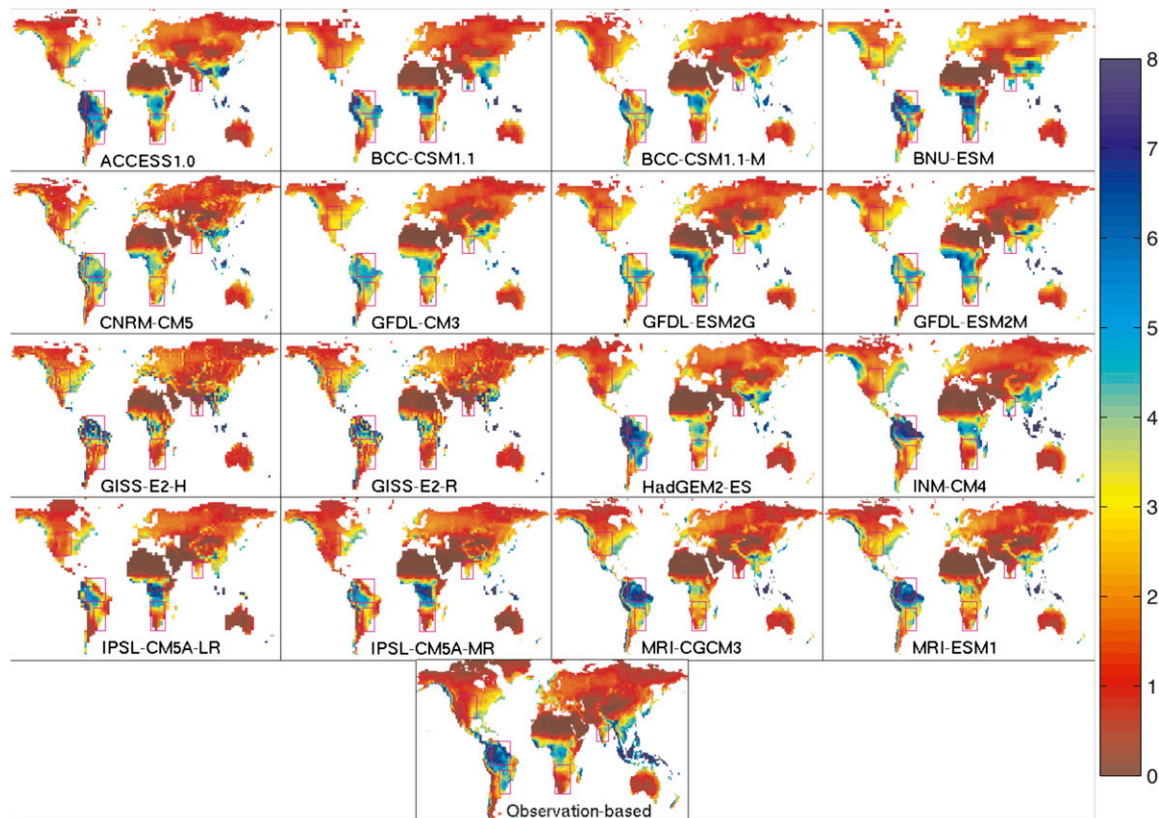 ACCESS1.0
BCC-CSM1.1
BCC-CSM1.1-M
BNU-ESM
CNRM-CM5
GFDL-CM3
GFDL-ESM2G
GFDL-ESM2M
GISS-E2-H
GISS-E2-R
HadGEM2-ES
INM-CM4
IPSL-CM5A-LR
IPSL-CM5A-MR
MRI-CGCM3
MRI-ESM1
Observation-based
8
7
6
5
4
3
2
1
0